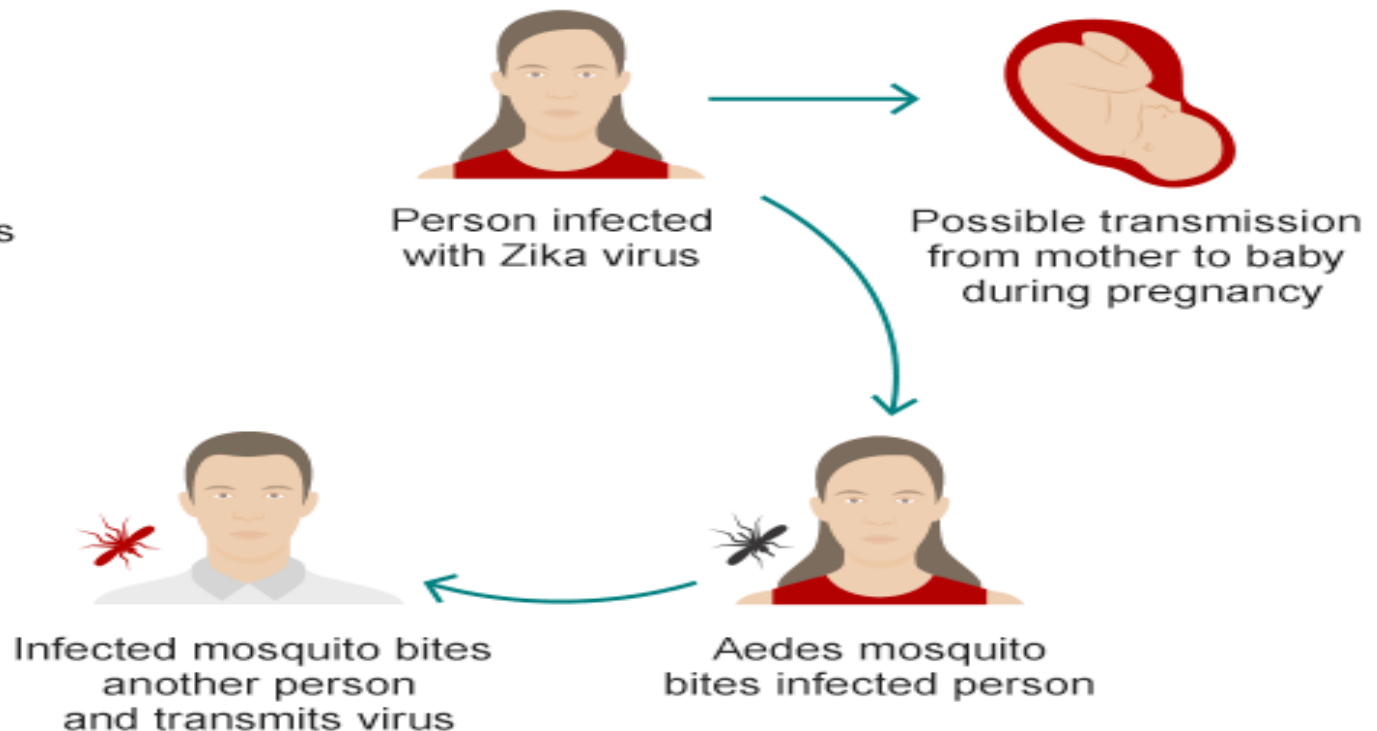 Person infected
with Zika virus
Possible transmission
from mother to baby
during pregnancy
Infected mosquito bites
another person
and transmits virus
Aedes mosquito
bites infected person